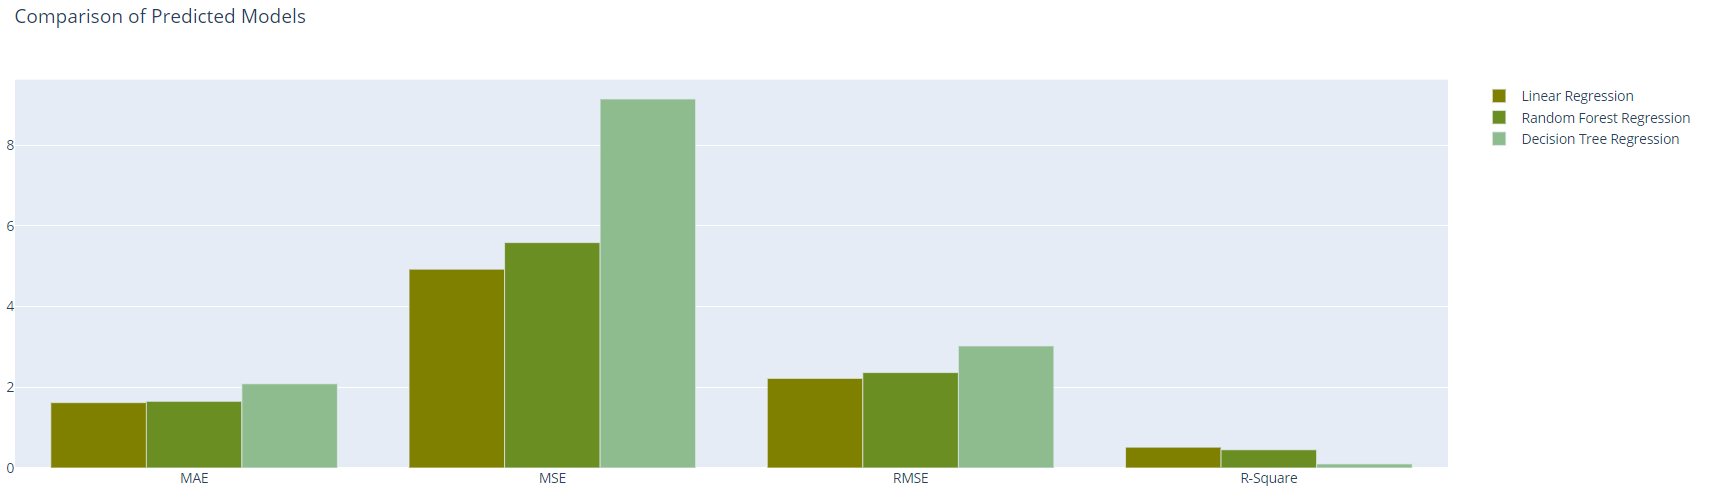 Comparison of Predicted Models
Linear Regression
Random Forest Regression
Decision Tree Regression
8
6
4
2
0
MAE
MSE
RMSE
R-Square